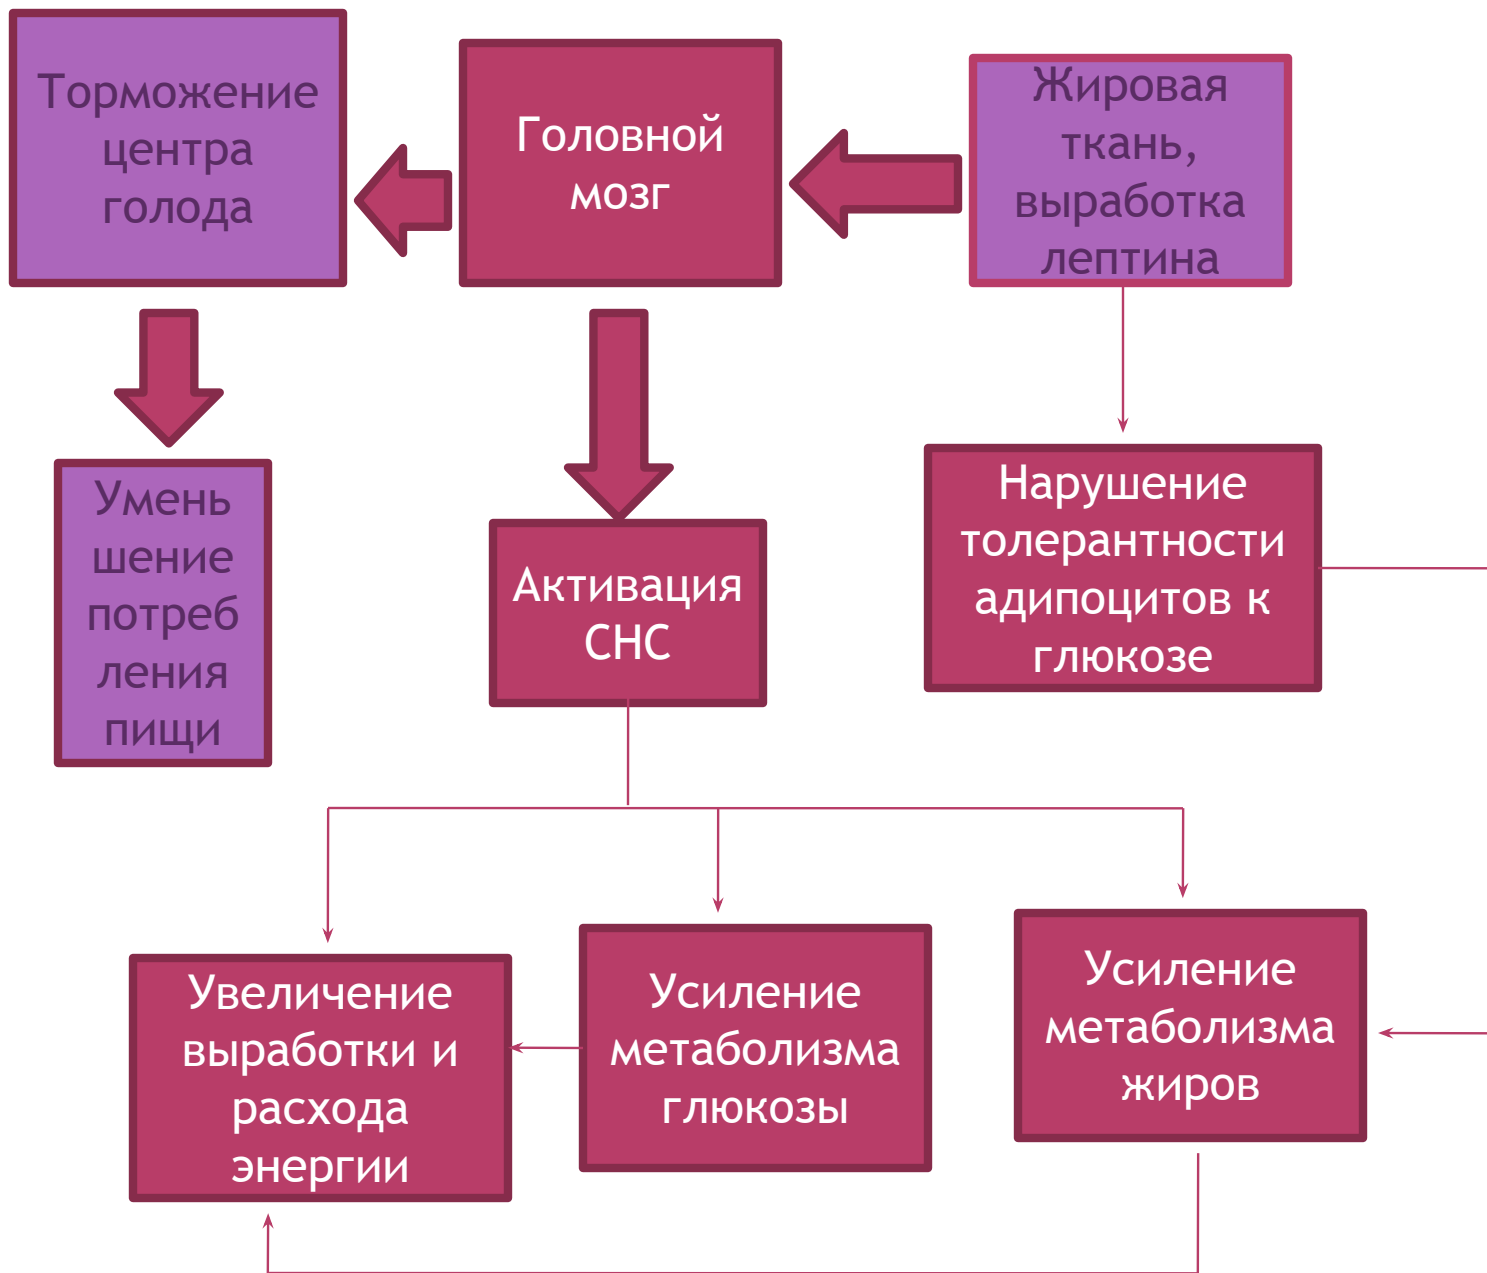 Торможение
центра
голода
Головной
мозг
Жировая
ткань,
выработка
лептина
Умень
шение
потреб
ления
пищи
Активация
СНС
Нарушение
толерантности
адипоцитов к
глюкозе
Увеличение
выработки и
расхода
энергии
Усиление
метаболизма
глюкозы
Усиление
метаболизма
жиров